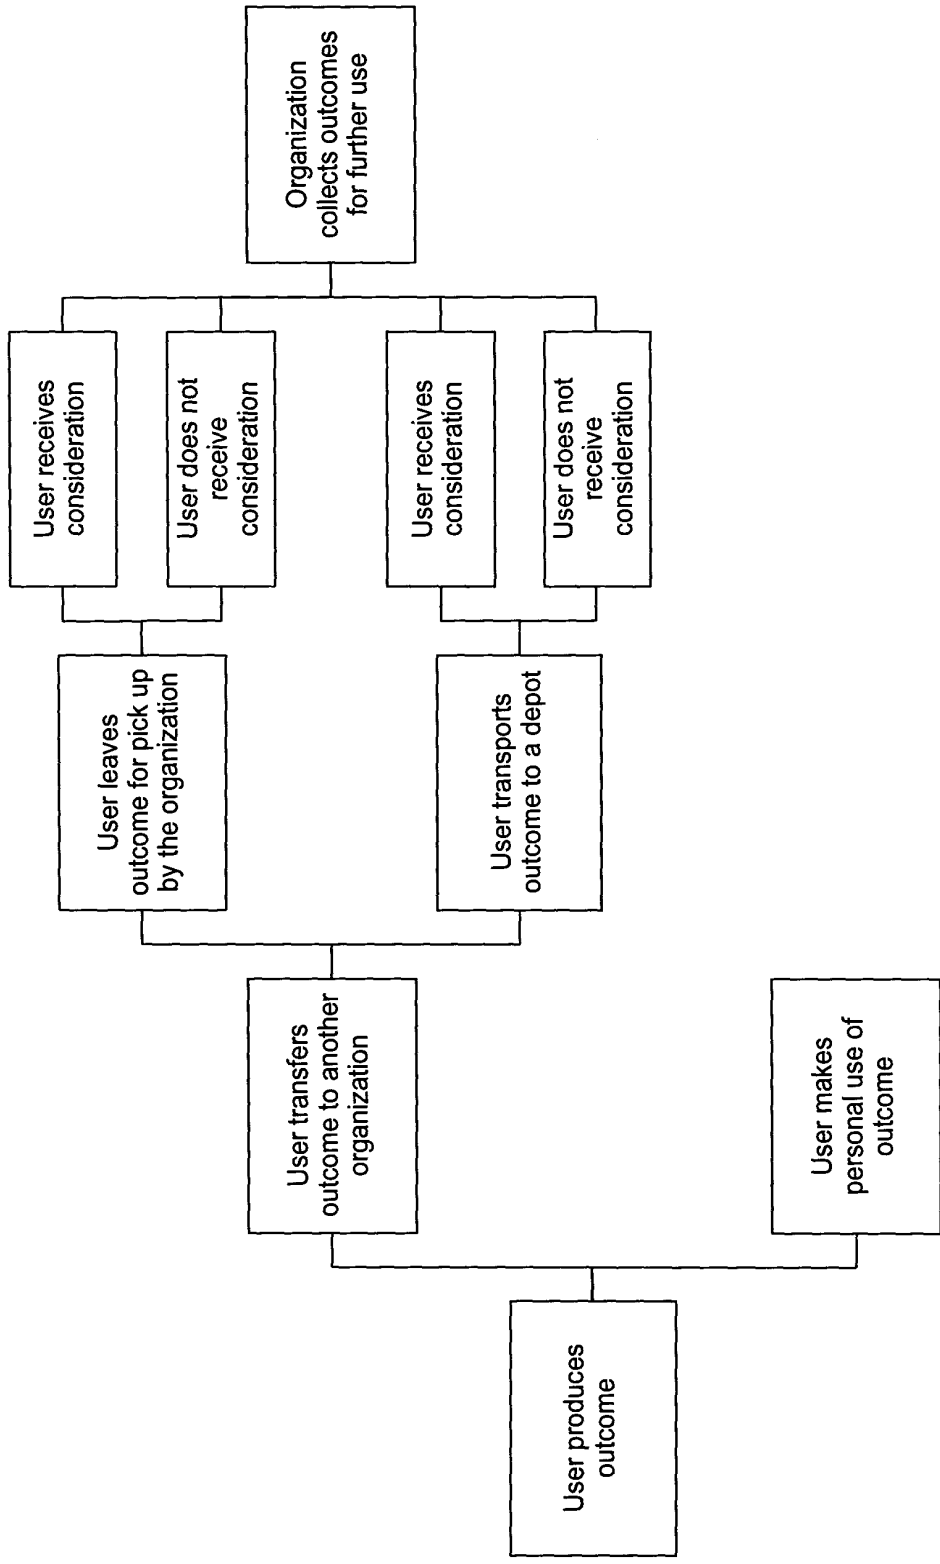 User produces
outcome
User transfers
outcome to another
organization
User makes
personal use of
outcome
User leaves
outcome for pick up
by the organization
User transports
outcome to a depot
User receives
consideration
User does not
receive
consideration
User receives
consideration
User does not
receive
consideration
Organization
collects outcomes
for further use